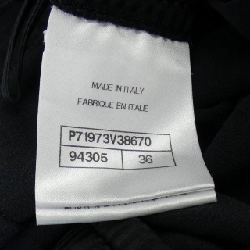 MADE IN ITALY
FABRIQUE EN ITALIE
P71973V38670
94305 36